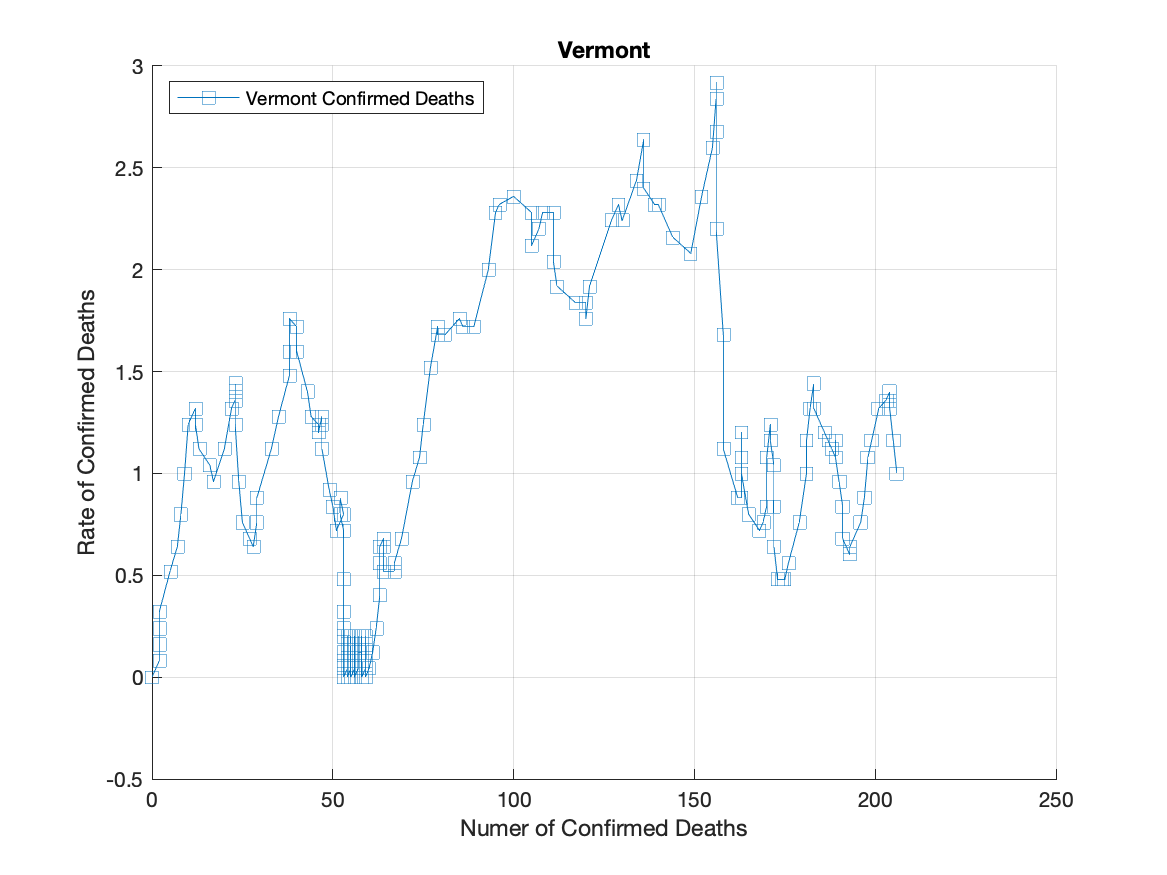 Vermont
Vermont Confirmed Deaths
3
2.5
2
1.5
1
0.5
0
-0.5
Rate of Confirmed Deaths
0 50 100 150 200 250
Numer of Confirmed Deaths